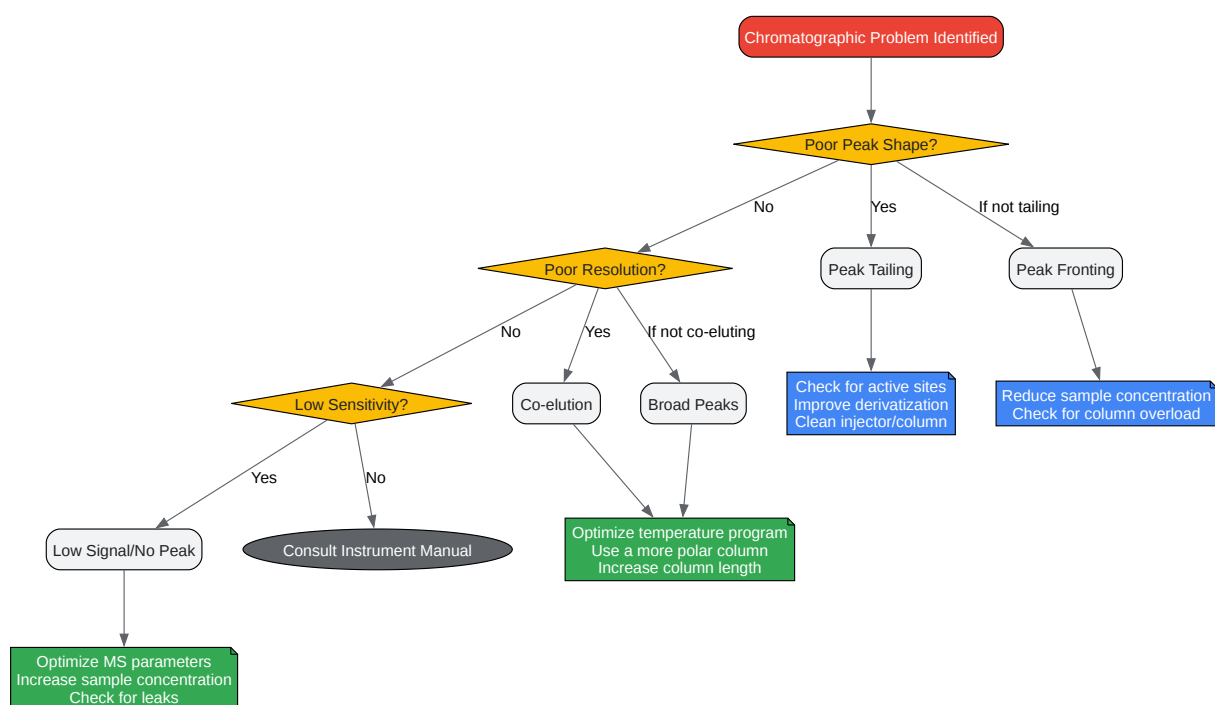 Chromatographic Problem Identified
Poor Peak Shape?
No
Yes
If not tailing
Poor Resolution?
Peak Tailing
Peak Fronting
No
Yes
If not co-eluting
Low Sensitivity?
Co-elution
Broad Peaks
Check for active sites
Improve derivatization
Clean injector/column
Reduce sample concentration
Check for column overload
Yes
No
Low Signal/No Peak
Consult Instrument Manual
Optimize temperature program
Use a more polar column
Increase column length
Optimize MS parameters
Increase sample concentration
Check for leaks